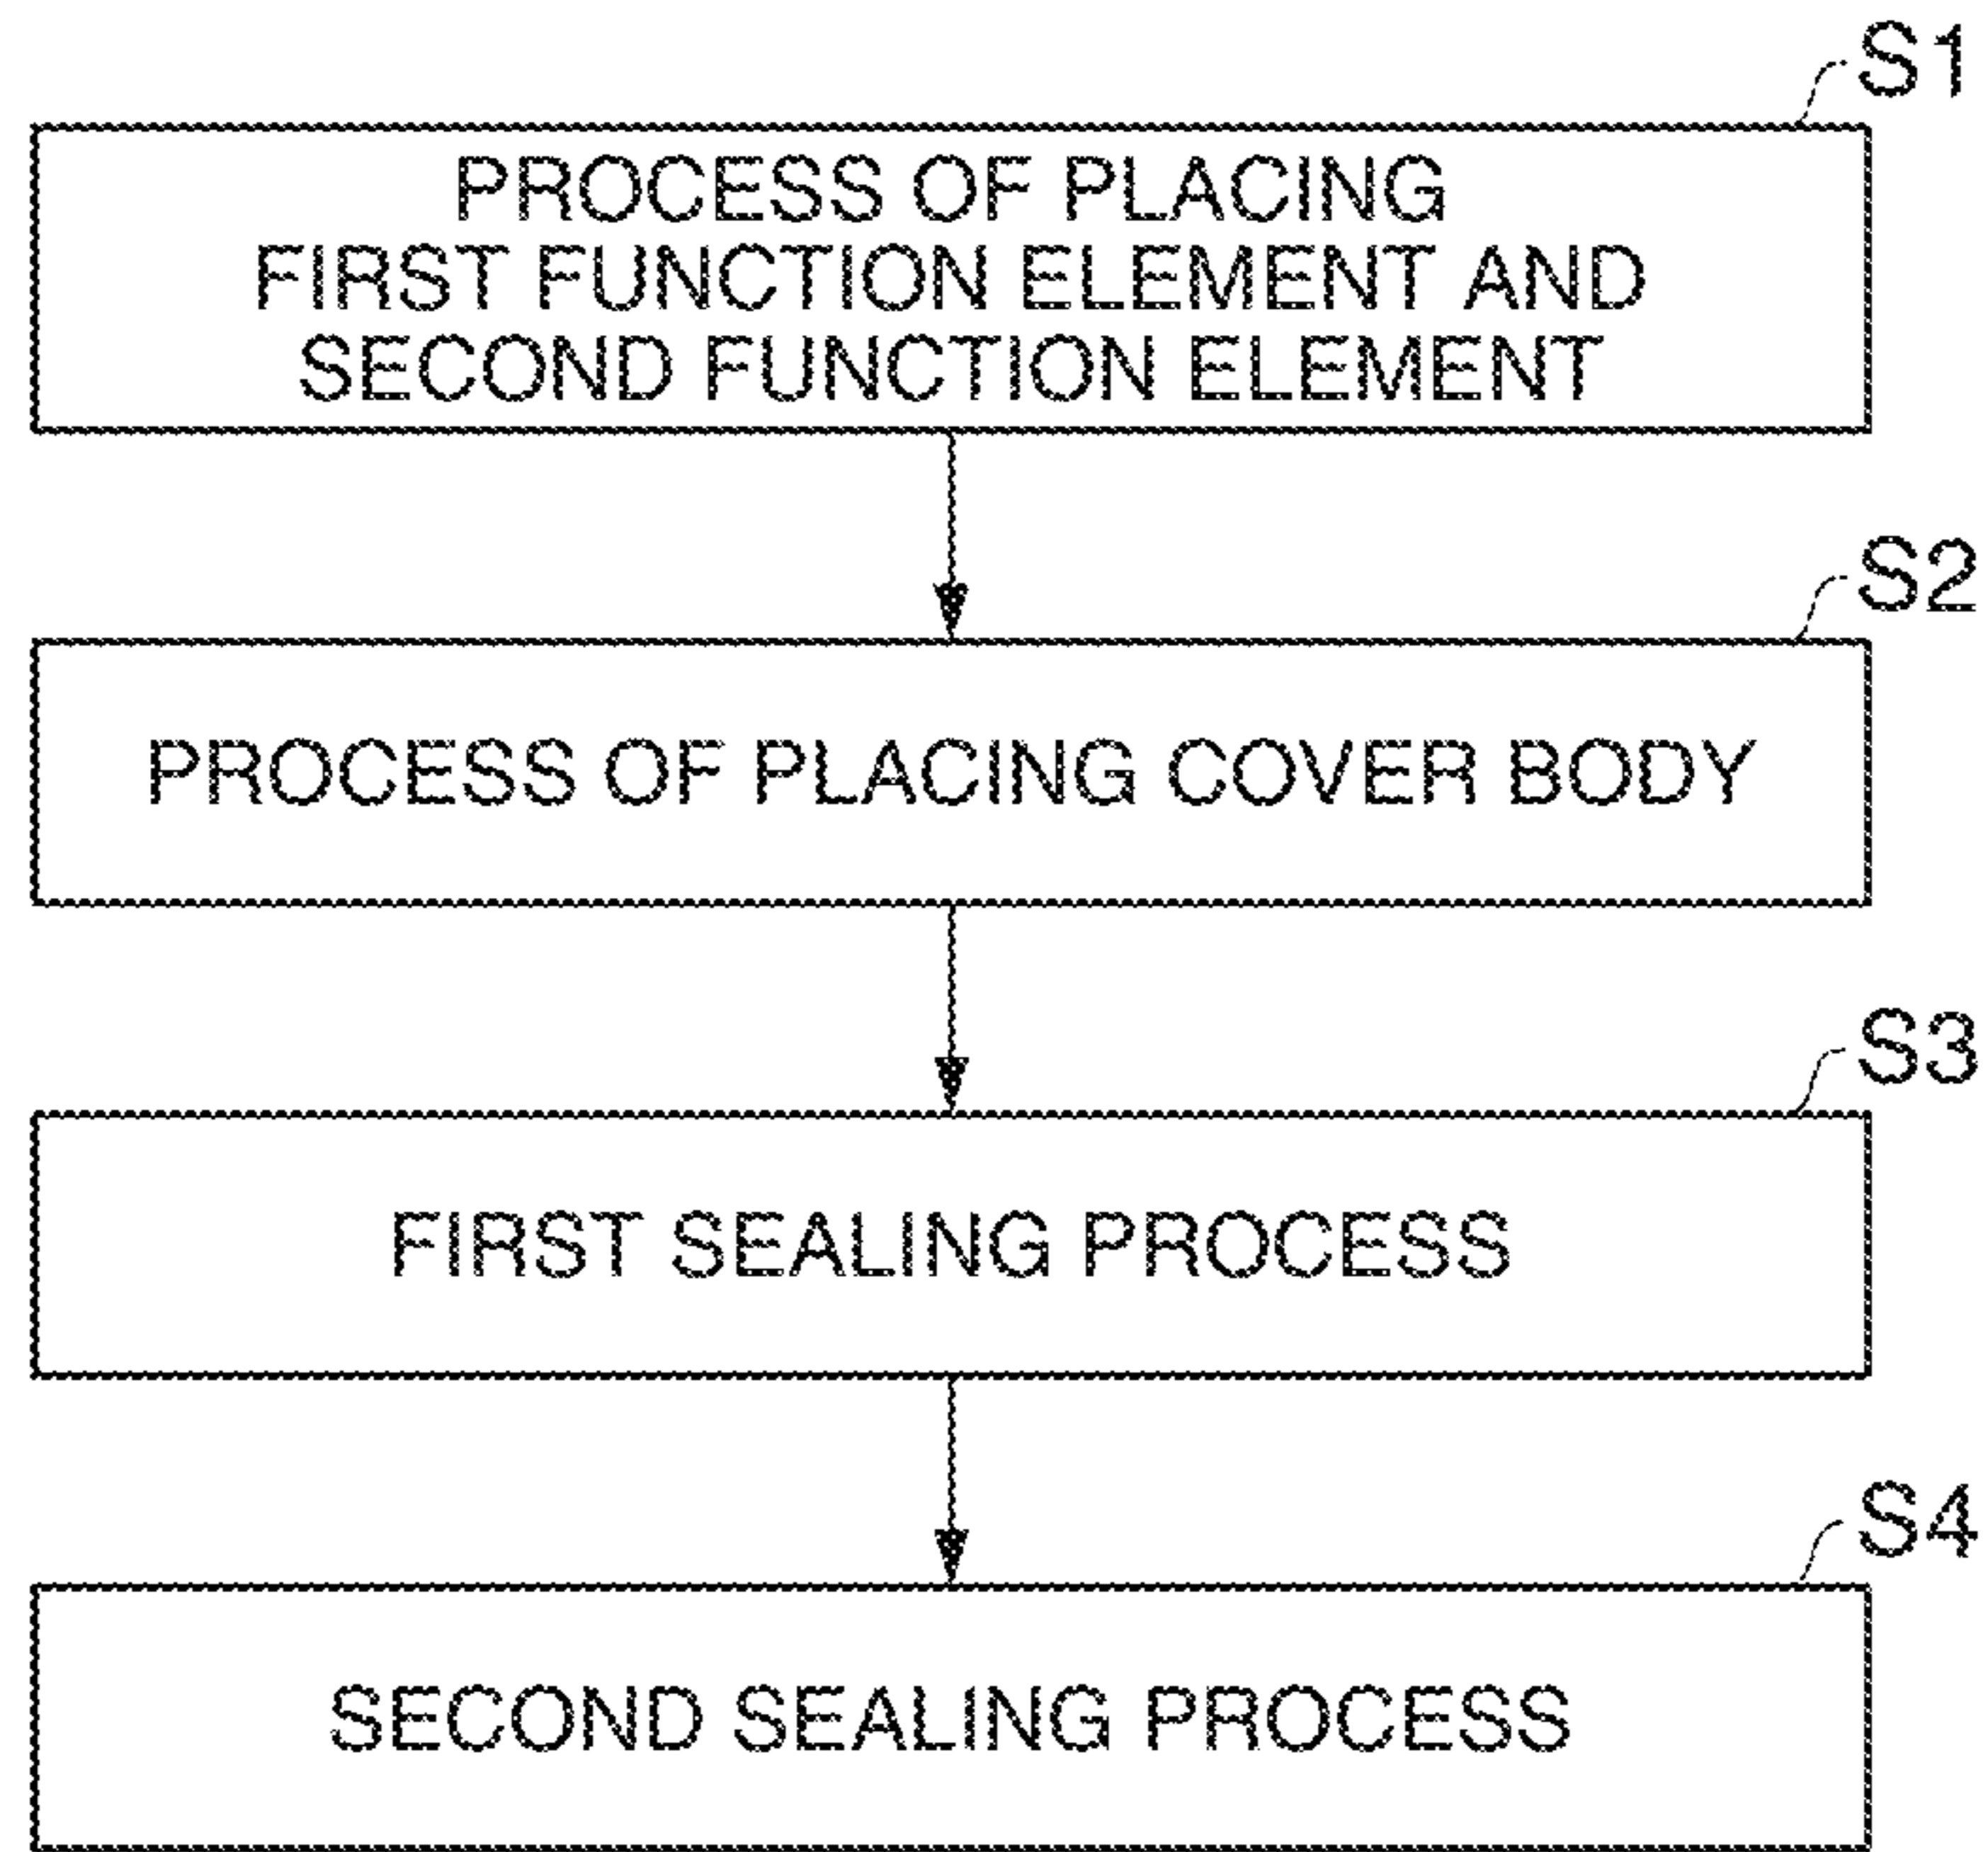 S1
PROCESS OF PLACING
FIRST FUNCTION ELEMENT AND
SECOND FUNCTION ELEMENT
S2
PROCESS OF PLACING COVER BODY
S3
FIRST SEALING PROCESS
S4
SECOND SEALING PROCESS